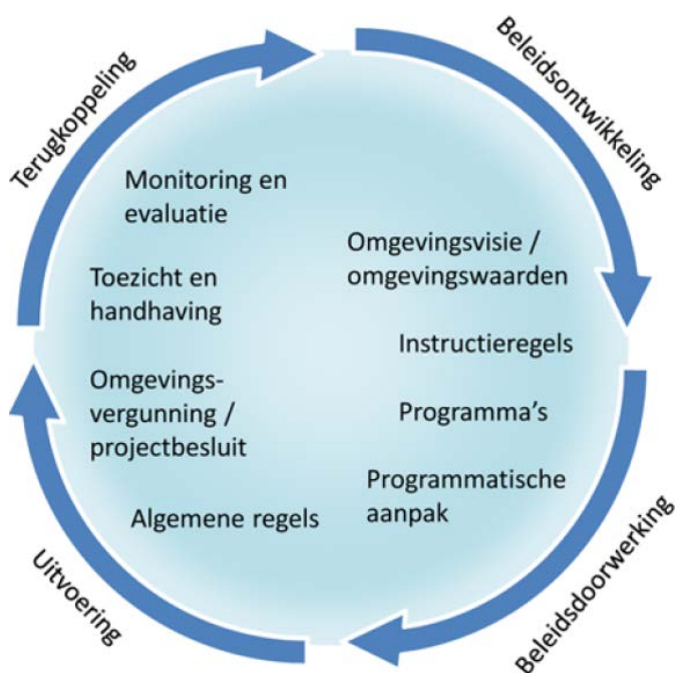 Beleidsontwikkeling
Omgevingsvisie /
omgevingswaarden
Instructieregels
Programma's
Programmatische
aanpak
Beleidsdoorwerking
Algemene regels
Uitvoering
Omgevings-
vergunning /
projectbesluit
Toezicht en
handhaving
Monitoring en
evaluatie
Terugkoppeling